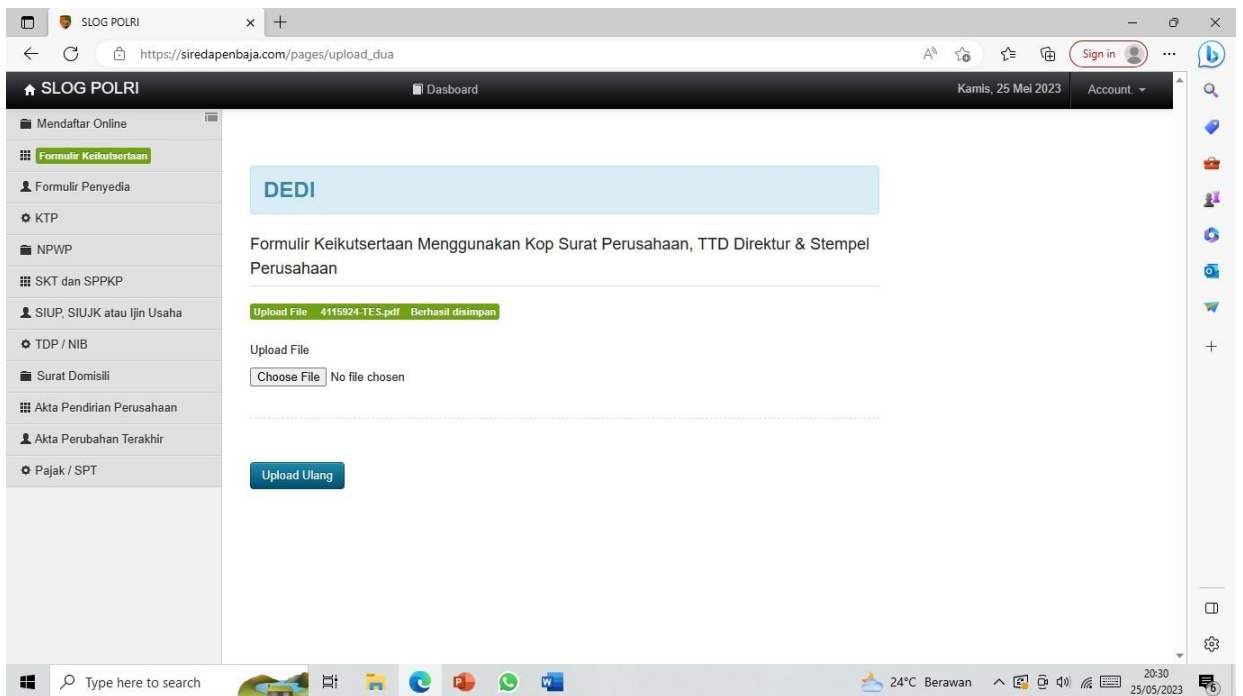 SLOG POLRI
https://siredapenbaja.com/pages/upload_dua
Sign in
SLOG POLRI
Dasboard
Kamis, 25 Mei 2023
Account.
Mendaftar Online
Formulir Keikutsertaan
Formulir Penyedia
KTP
NPWP
SKT dan SPPKP
SIUP, SIUJK atau Ijin Usaha
TDP / NIB
Surat Domisili
Akta Pendirian Perusahaan
Akta Perubahan Terakhir
Pajak / SPT
DEDI
Formulir Keikutsertaan Menggunakan Kop Surat Perusahaan, TTD Direktur & Stempel
Perusahaan
Upload File 4115924-TES.pdf Berhasil disimpan
Upload File
Choose File No file chosen
Upload Ulang
Type here to search
24°C Berawan
20:30
25/05/2023